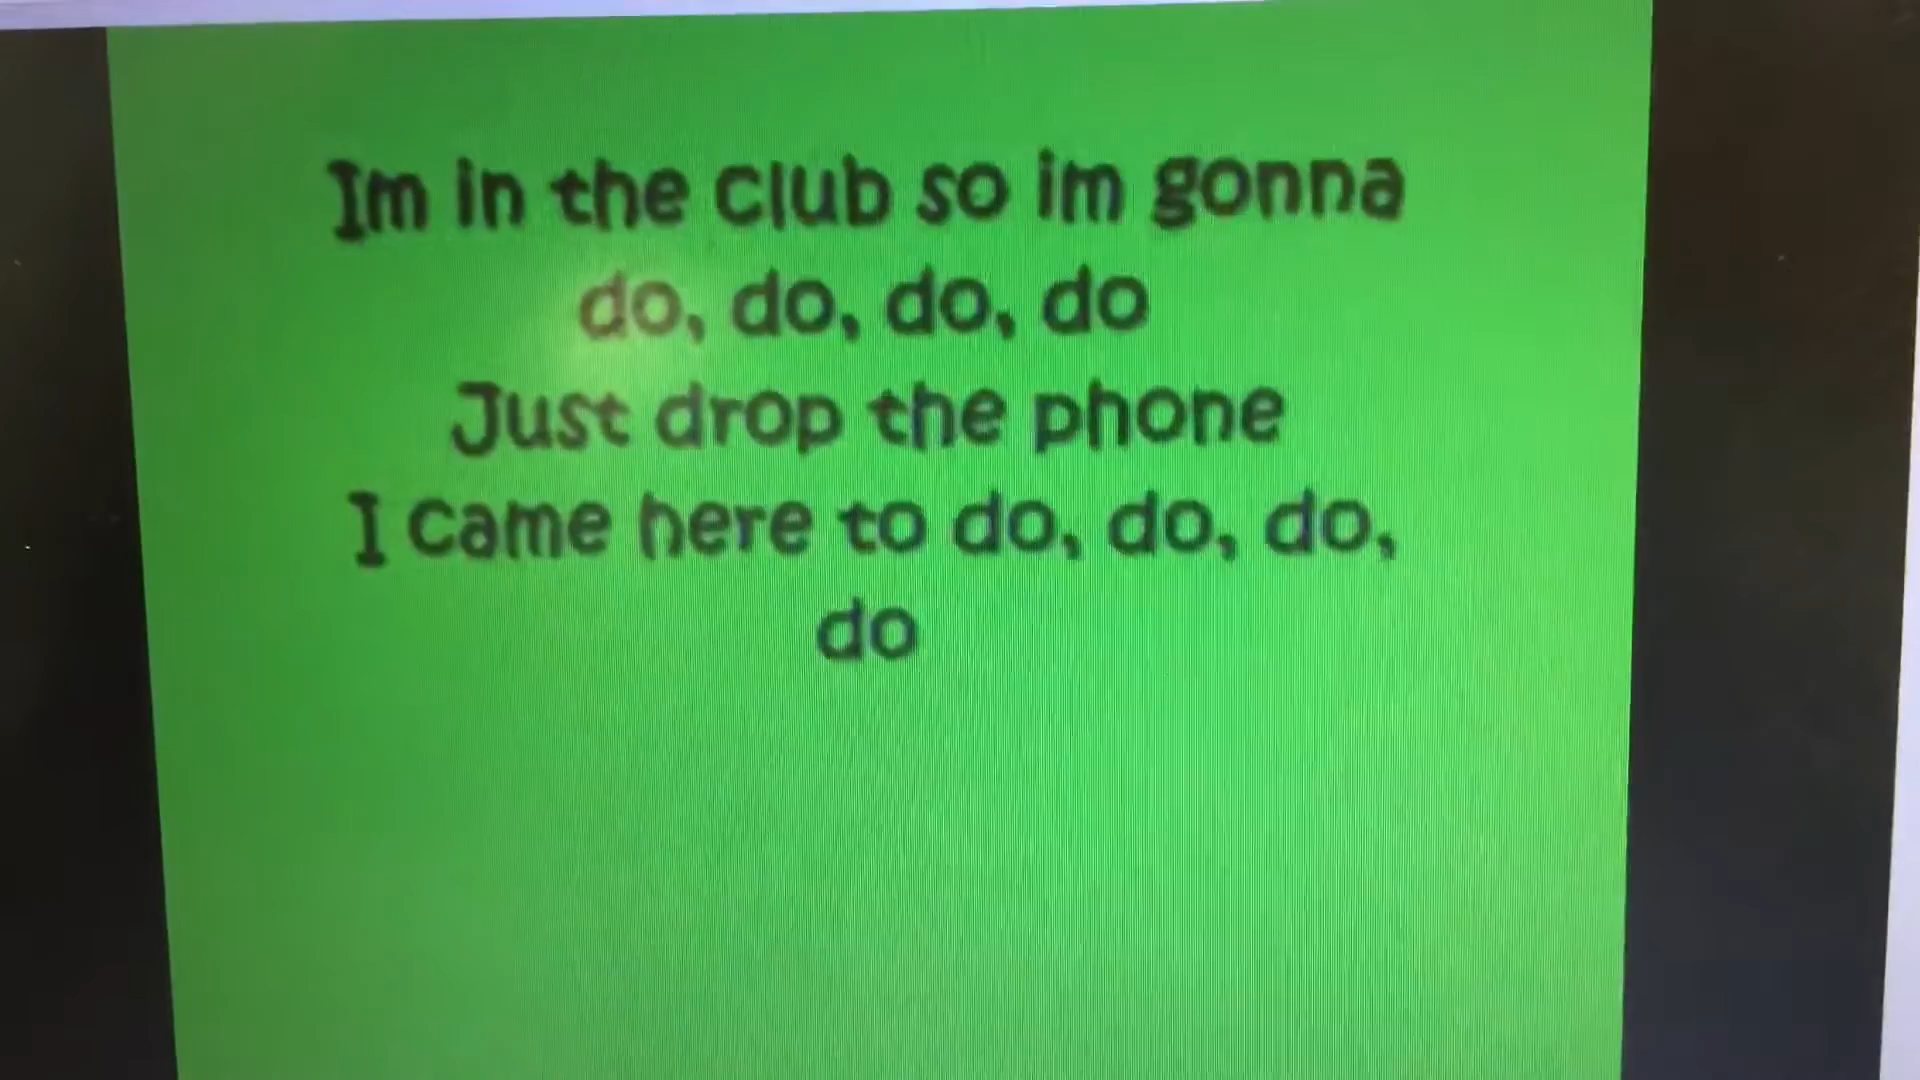 Im in the club so im gonna
do, do, do, do
Just drop the phone
I came here to do, do, do,
do